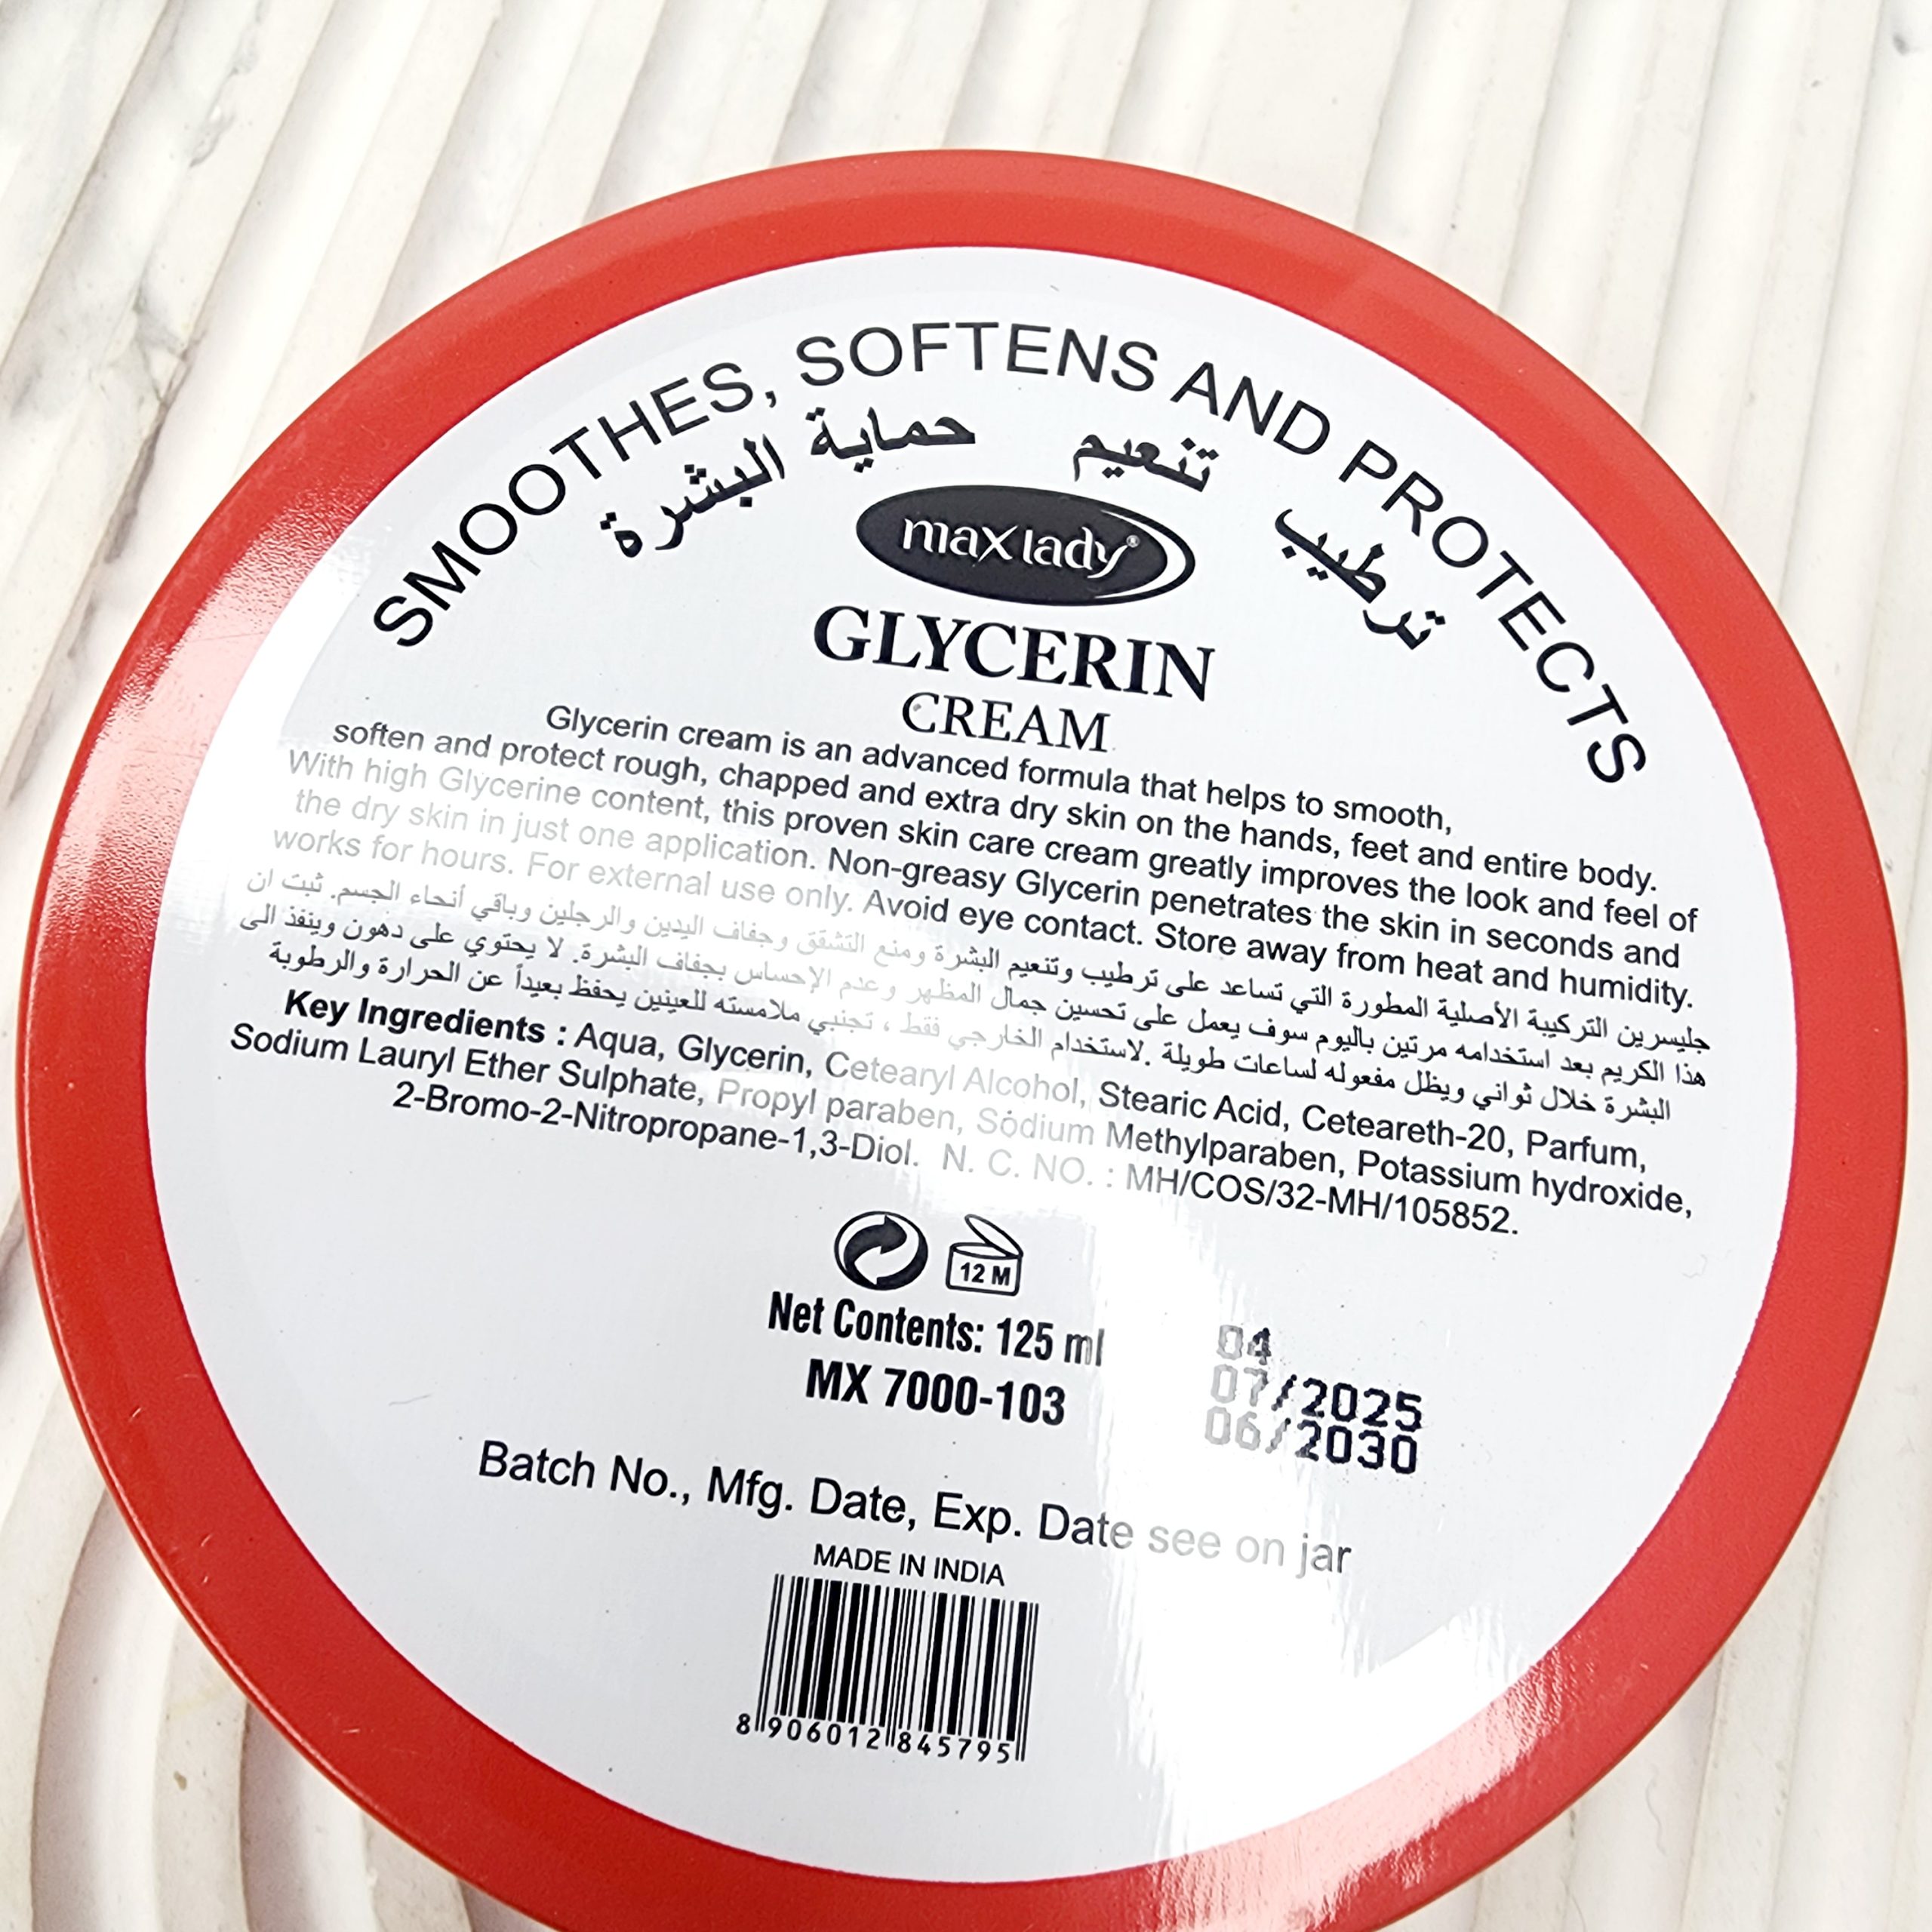 SMOOTHES, SOFTENS AND PROTECTS
ترطيب تنعيم حماية البشرة
max lady®
GLYCERIN
CREAM
Glycerin cream is an advanced formula that helps to smooth,
soften and protect rough, chapped and extra dry skin on the hands, feet and entire body.
With high Glycerine content, this proven skin care cream greatly improves the look and feel of
the dry skin in just one application. Non-greasy Glycerin penetrates the skin in seconds and
works for hours. For external use only. Avoid eye contact. Store away from heat and humidity.
جليسرين التركيبة الأصلية المطورة التي تساعد على ترطيب وتنعيم البشرة ومنع التشقق وجفاف اليدين والرجلين وباقي أنحاء الجسم. ثبت ان
هذا الكريم بعد استخدامه مرتين باليوم سوف يعمل على تحسين جمال المظهر وعدم الإحساس بجفاف البشرة. لا يحتوي على دهون وينفذ الى
البشرة خلال ثواني ويظل مفعوله لساعات طويلة .لاستخدام الخارجي فقط ، تجنبي ملامسته للعينين يحفظ بعيداً عن الحرارة والرطوبة
Key Ingredients : Aqua, Glycerin, Cetearyl Alcohol, Stearic Acid, Ceteareth-20, Parfum,
Sodium Lauryl Ether Sulphate, Propyl paraben, Sodium Methylparaben, Potassium hydroxide,
2-Bromo-2-Nitropropane-1,3-Diol. N. C. NO. : MH/COS/32-MH/105852.
12 M
Net Contents: 125 ml
MX 7000-103
04
07/2025
06/2030
Batch No., Mfg. Date, Exp. Date see on jar
MADE IN INDIA
8 906012 845795